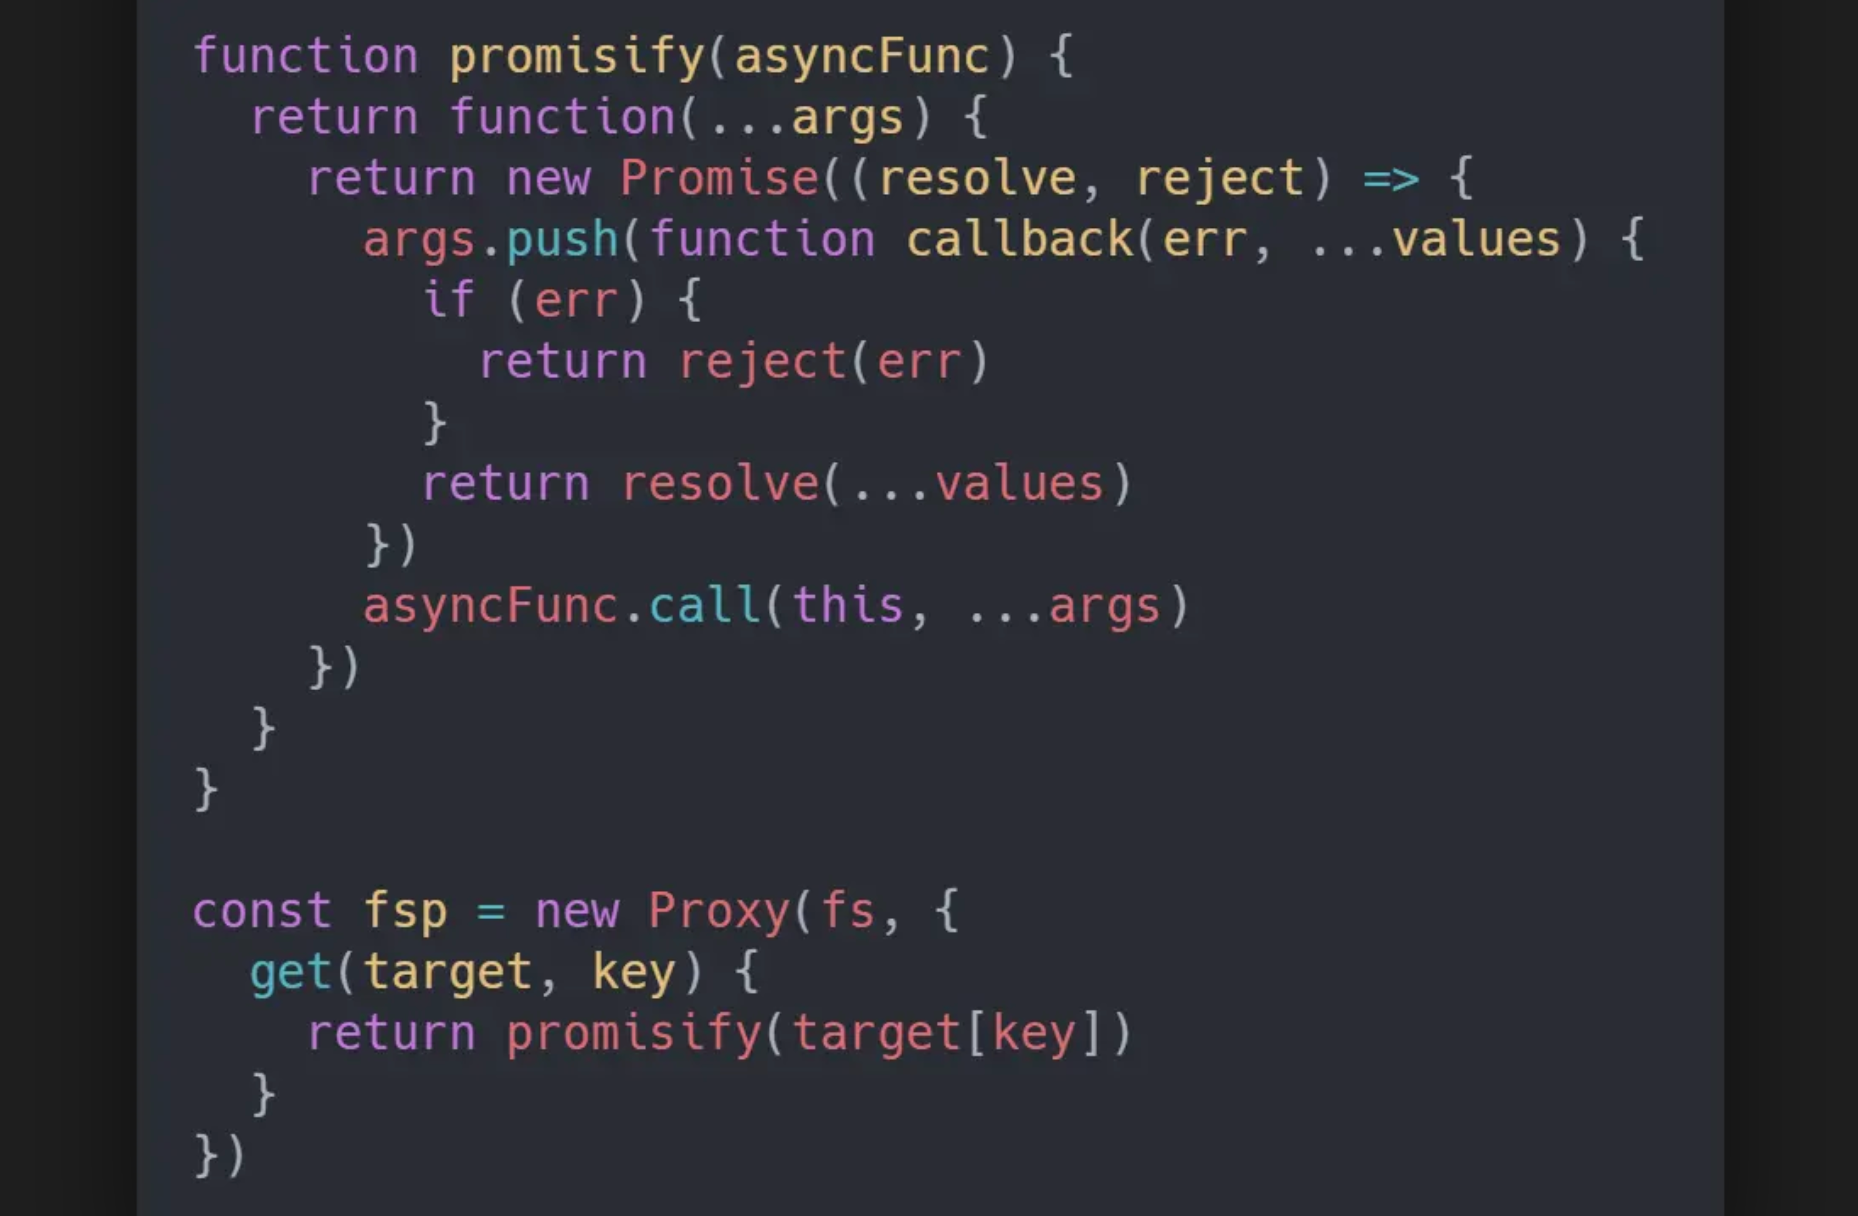 function promisify(asyncFunc) {
  return function(...args) {
    return new Promise((resolve, reject) => {
      args.push(function callback(err, ...values) {
        if (err) {
          return reject(err)
        }
        return resolve(...values)
      })
      asyncFunc.call(this, ...args)
    })
  }
}

const fsp = new Proxy(fs, {
  get(target, key) {
    return promisify(target[key])
  }
})